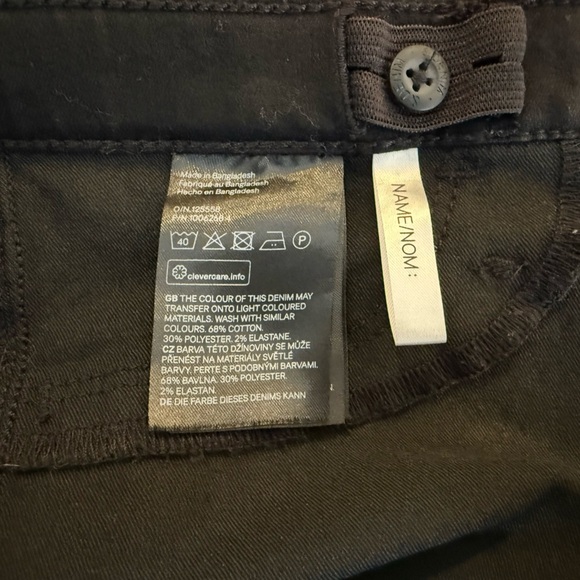 Made in Bangladesh
Fabriqué au Bangladesh
Hecho en Bangladesh
O/N.125558
P/N 1006268 4
40
P
clevercare.info
GB THE COLOUR OF THIS DENIM MAY
TRANSFER ONTO LIGHT COLOURED
MATERIALS. WASH WITH SIMILAR
COLOURS. 68% COTTON.
30% POLYESTER. 2% ELASTANE.
CZ BARVA TÉTO DŽÍNOVINY SE MŮŽE
PŘENÉST NA MATERIÁLY SVĚTLÉ
BARVY. PERTE S PODOBNÝMI BARVAMI.
68% BAVLNA. 30% POLYESTER.
2% ELASTAN.
DE DIE FARBE DIESES DENIMS KANN
NAME/NOM: